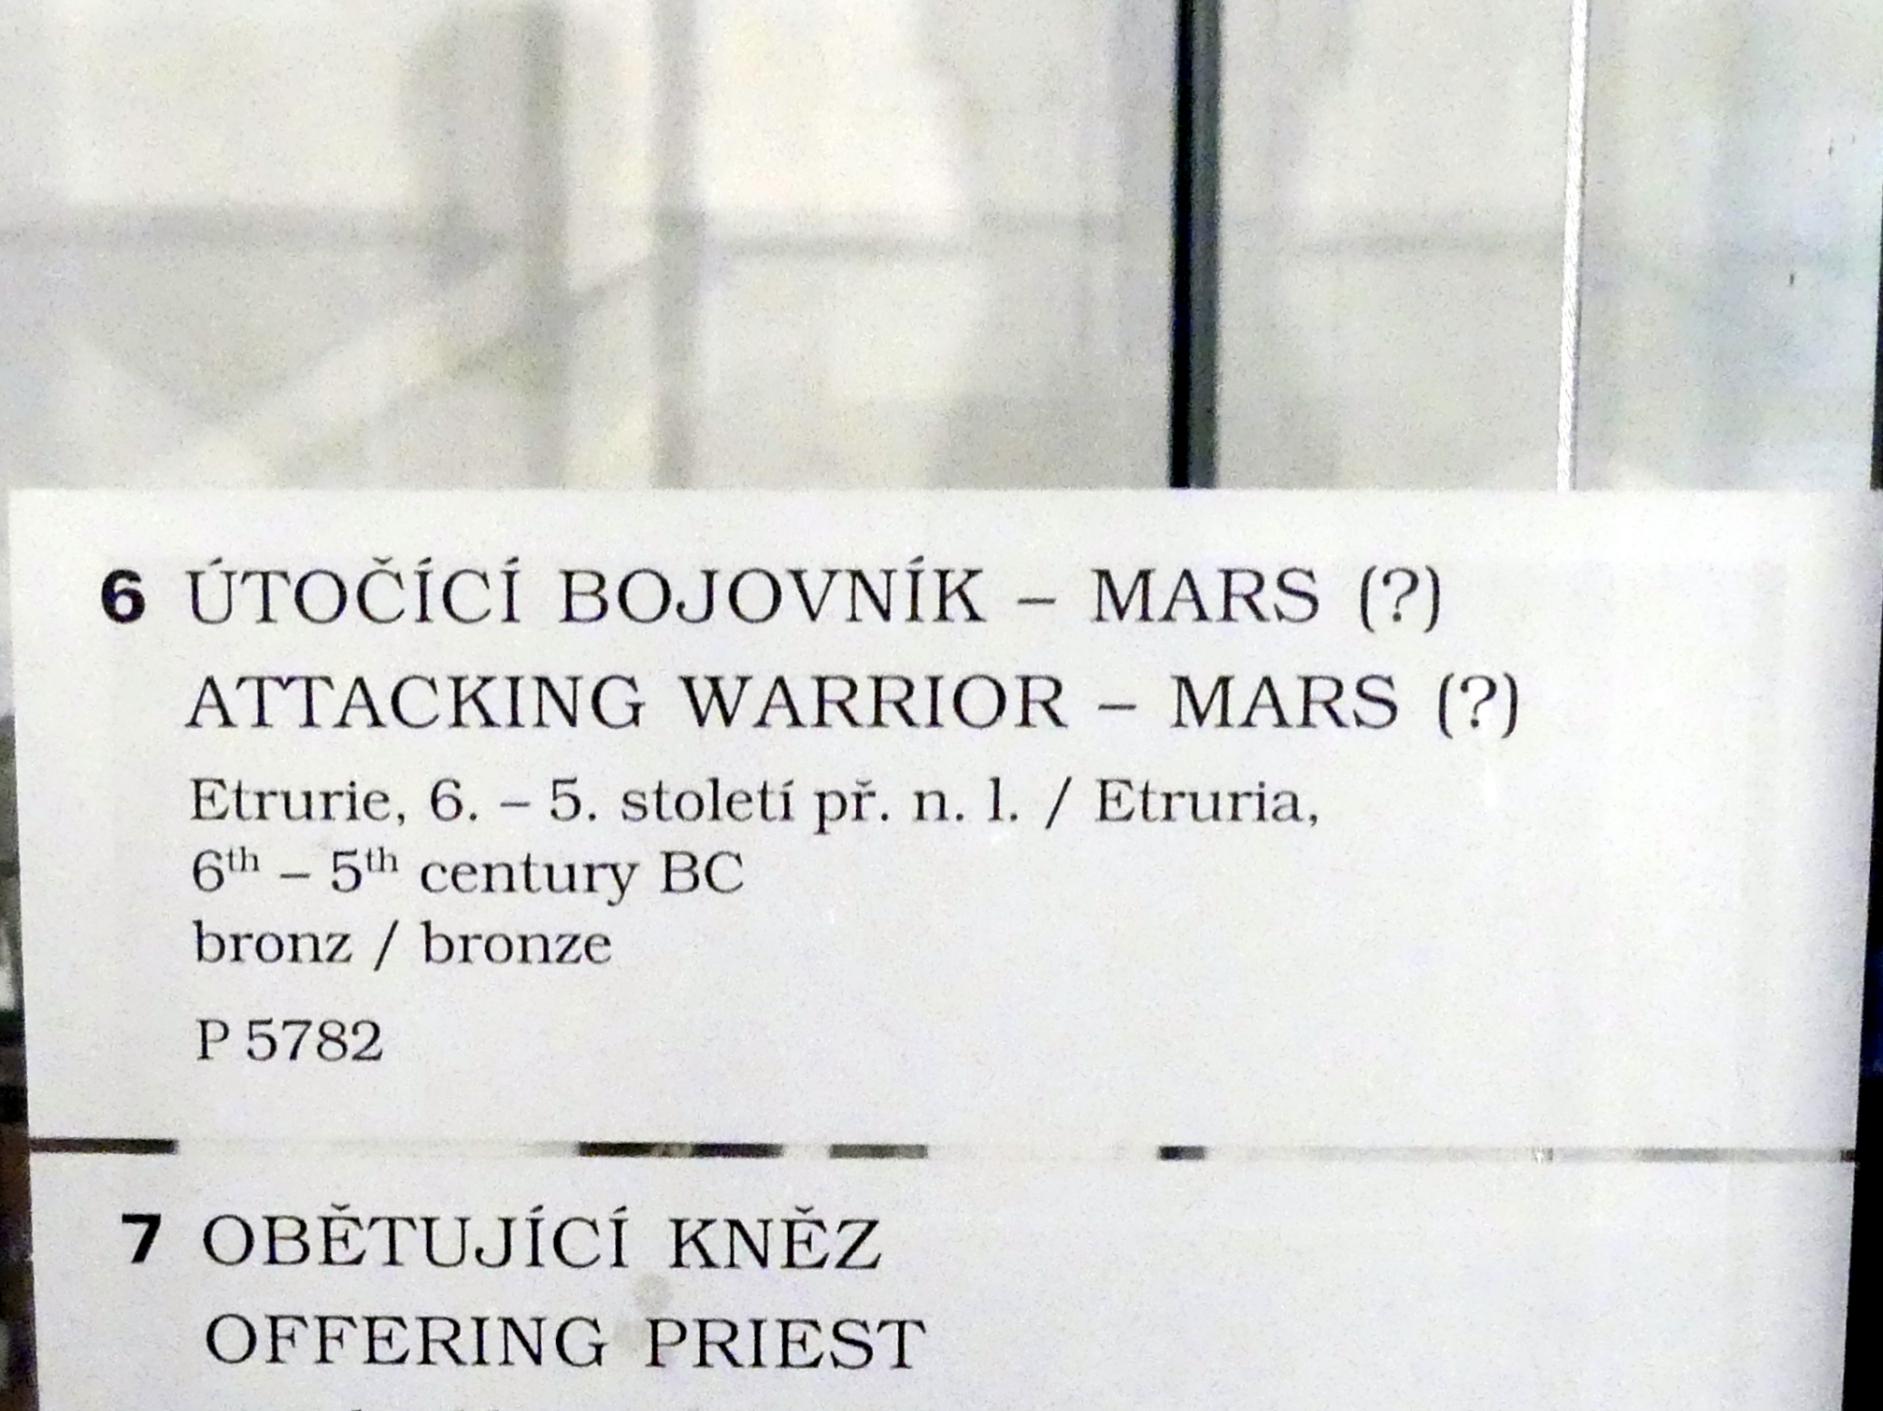 6 ÚTOČÍCÍ BOJOVNÍK – MARS (?)
ATTACKING WARRIOR – MARS (?)
Etrurie, 6. – 5. století př. n. l. / Etruria,
6th – 5th century BC
bronz / bronze
P 5782
7 OBĚTUJÍCÍ KNĚZ
OFFERING PRIEST